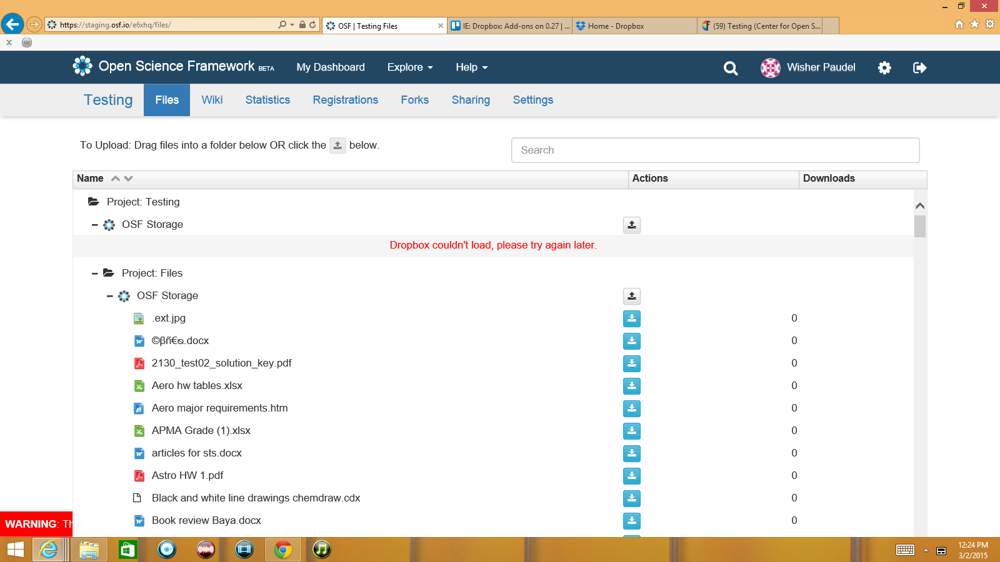 https://staging.osf.io/e6xhq/files/
OSF | Testing Files
IE: Dropbox: Add-ons on 0.27 | ...
Home - Dropbox
(59) Testing (Center for Open S...
Open Science Framework BETA
My Dashboard
Explore
Help
Wisher Paudel
Testing
Files
Wiki
Statistics
Registrations
Forks
Sharing
Settings
To Upload: Drag files into a folder below OR click the below.
Search
Name
Actions
Downloads
Project: Testing
OSF Storage
Dropbox couldn't load, please try again later.
Project: Files
OSF Storage
.ext.jpg 0
2130_test02_solution_key.pdf 0
Aero hw tables.xlsx 0
Aero major requirements.htm 0
APMA Grade (1).xlsx 0
articles for sts.docx 0
Astro HW 1.pdf 0
Black and white line drawings chemdraw.cdx 0
Book review Baya.docx 0
WARNING: Th
12:24 PM
3/2/2015